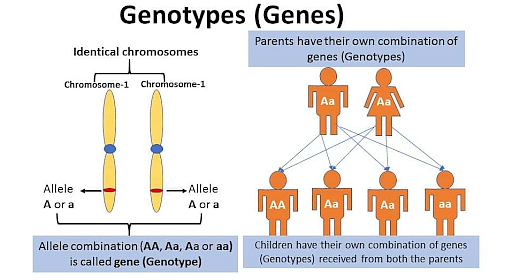 Genotypes (Genes)
Identical chromosomes
Chromosome-1 Chromosome-1
Allele
A or a
Allele
A or a
Allele combination (AA, Aa, Aa or aa)
is called gene (Genotype)
Parents have their own combination of
genes (Genotypes)
Aa Aa
AA Aa Aa aa
Children have their own combination of genes
(Genotypes) received from both the parents